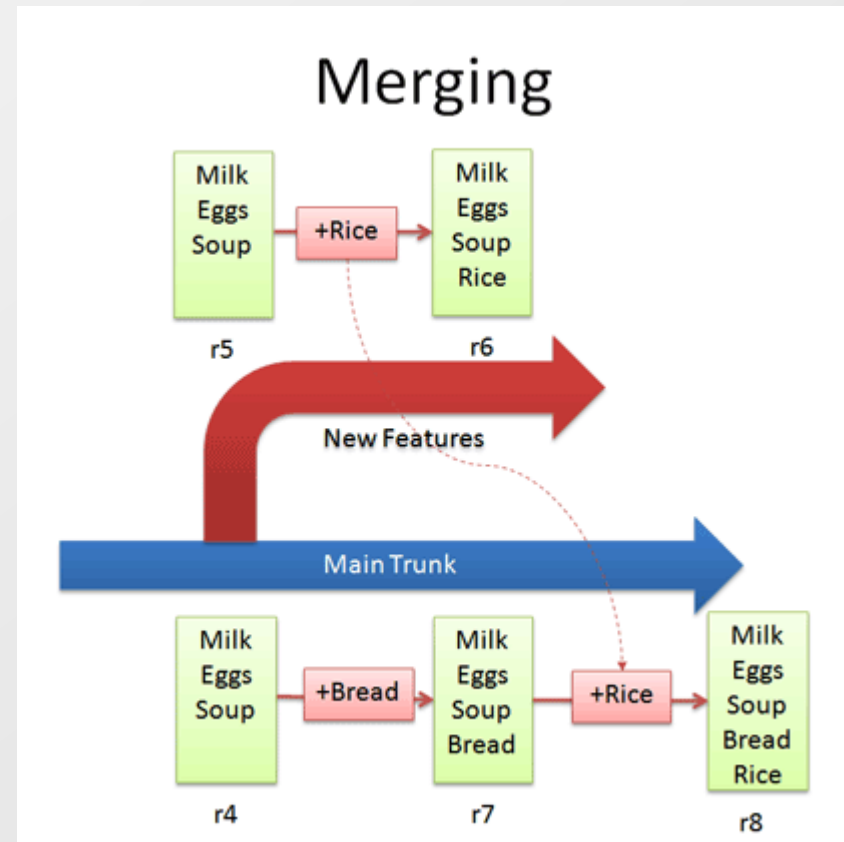 Merging
Milk
Eggs
Soup
+Rice
Milk
Eggs
Soup
Rice
r5
r6
New Features
Main Trunk
Milk
Eggs
Soup
+Bread
Milk
Eggs
Soup
Bread
+Rice
Milk
Eggs
Soup
Bread
Rice
r4
r7
r8